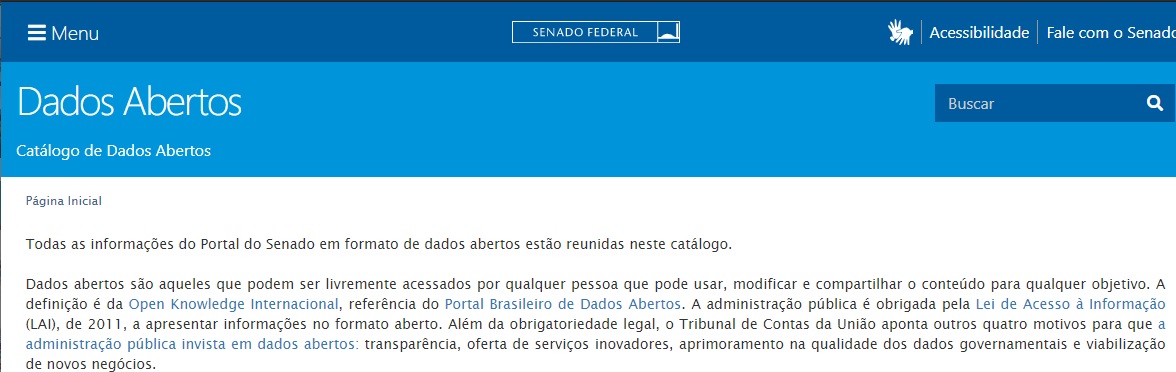 Menu
SENADO FEDERAL
Acessibilidade
Fale com o Senado
Dados Abertos
Buscar
Catálogo de Dados Abertos
Página Inicial
Todas as informações do Portal do Senado em formato de dados abertos estão reunidas neste catálogo.
Dados abertos são aqueles que podem ser livremente acessados por qualquer pessoa que pode usar, modificar e compartilhar o conteúdo para qualquer objetivo. A
definição é da Open Knowledge Internacional, referência do Portal Brasileiro de Dados Abertos. A administração pública é obrigada pela Lei de Acesso à Informação
(LAI), de 2011, a apresentar informações no formato aberto. Além da obrigatoriedade legal, o Tribunal de Contas da União aponta outros quatro motivos para que a
administração pública invista em dados abertos: transparência, oferta de serviços inovadores, aprimoramento na qualidade dos dados governamentais e viabilização
de novos negócios.